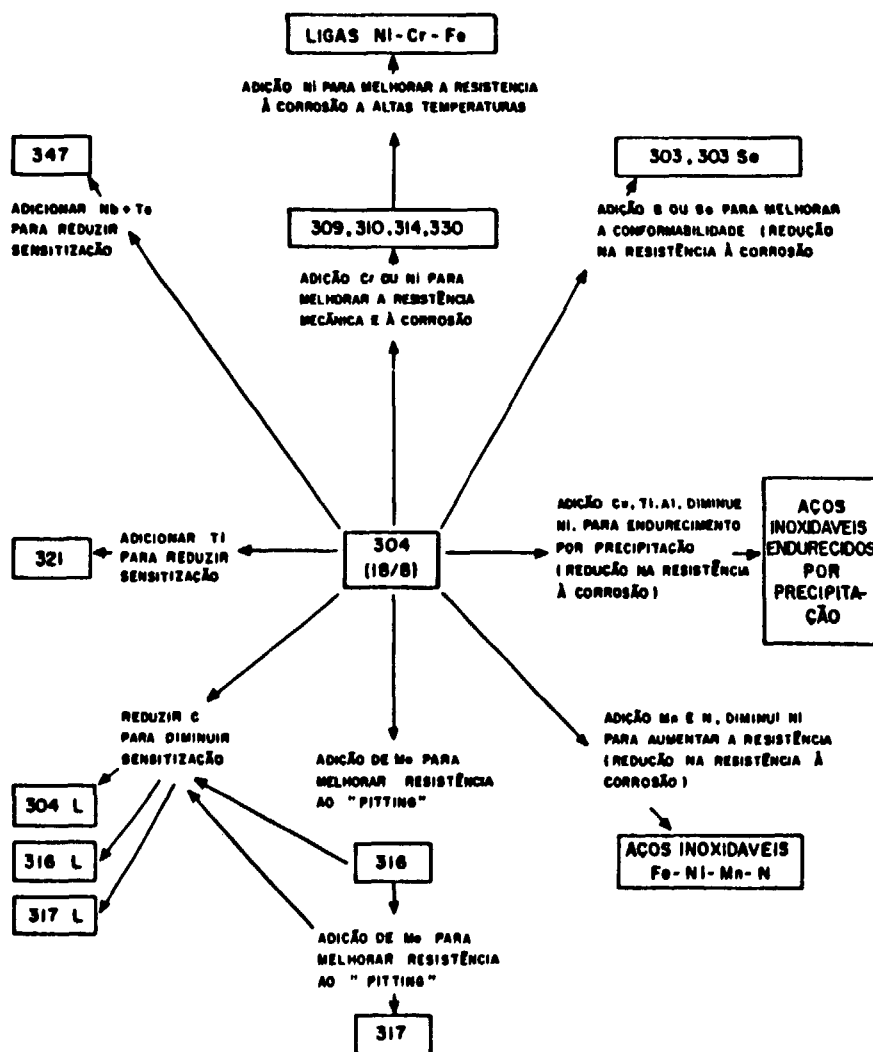 LIGAS Ni-Cr-Fe
ADIÇÃO Ni PARA MELHORAR A RESISTENCIA
À CORROSÃO A ALTAS TEMPERATURAS
347
ADICIONAR Nb+Ta
PARA REDUZIR
SENSITIZAÇÃO
309,310,314,330
ADIÇÃO Cr OU Ni PARA
MELHORAR A RESISTÊNCIA
MECÂNICA E À CORROSÃO
303,303 Se
ADIÇÃO S OU Se PARA MELHORAR
A CONFORMABILIDADE (REDUÇÃO
NA RESISTÊNCIA À CORROSÃO
321
ADICIONAR Ti
PARA REDUZIR
SENSITIZAÇÃO
304
(18/8)
ADIÇÃO Cu, Ti, Al, DIMINUE
Ni, PARA ENDURECIMENTO
POR PRECIPITAÇÃO
(REDUÇÃO NA RESISTÊNCIA
À CORROSÃO)
AÇOS
INOXIDAVEIS
ENDURECIDOS
POR
PRECIPITA-
ÇÃO
REDUZIR C
PARA DIMINUIR
SENSITIZAÇÃO
304 L
316 L
317 L
ADIÇÃO DE Mo PARA
MELHORAR RESISTÊNCIA
AO "PITTING"
316
ADIÇÃO DE Mo PARA
MELHORAR RESISTÊNCIA
AO "PITTING"
317
ADIÇÃO Mn E N, DIMINUI Ni
PARA AUMENTAR A RESISTÊNCIA
(REDUÇÃO NA RESISTÊNCIA À
CORROSÃO)
AÇOS INOXIDAVEIS
Fe-Ni-Mn-N